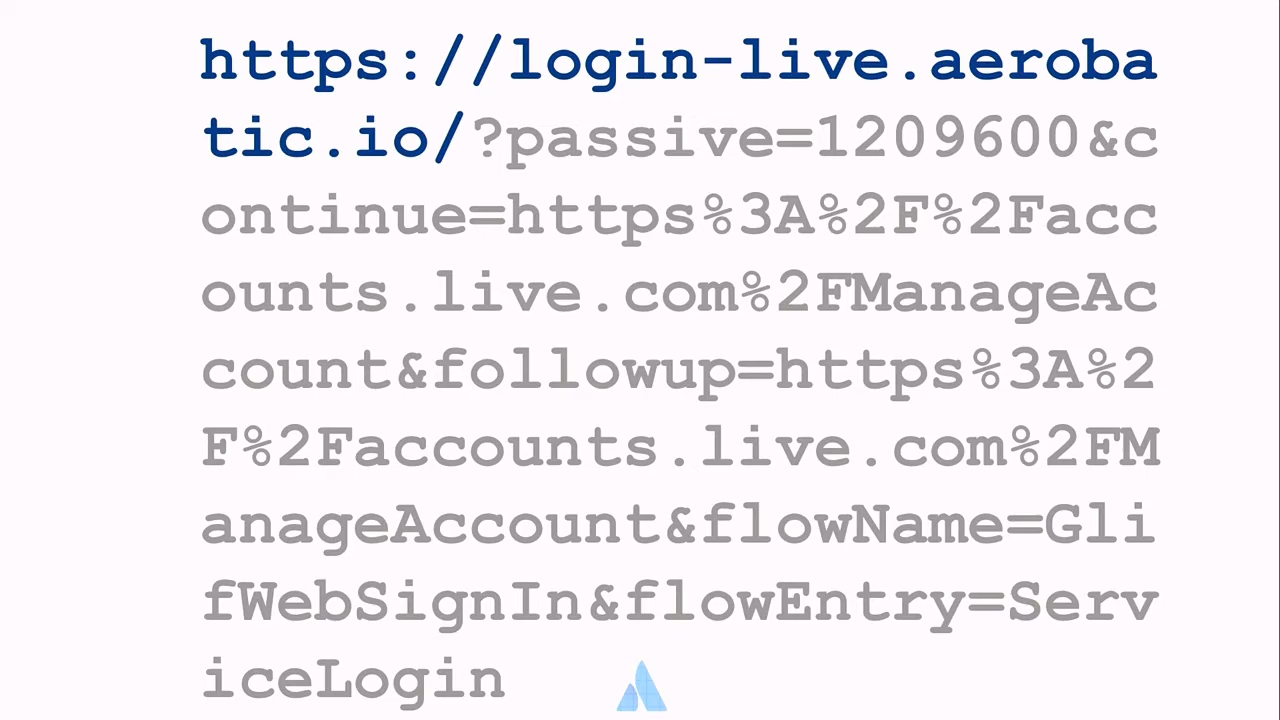 https://login-live.aeroba
tic.io/?passive=1209600&c
ontinue=https%3A%2F%2Facc
ounts.live.com%2FManageAc
count&followup=https%3A%2
F%2Faccounts.live.com%2FM
anageAccount&flowName=Gli
fWebSignIn&flowEntry=Serv
iceLogin